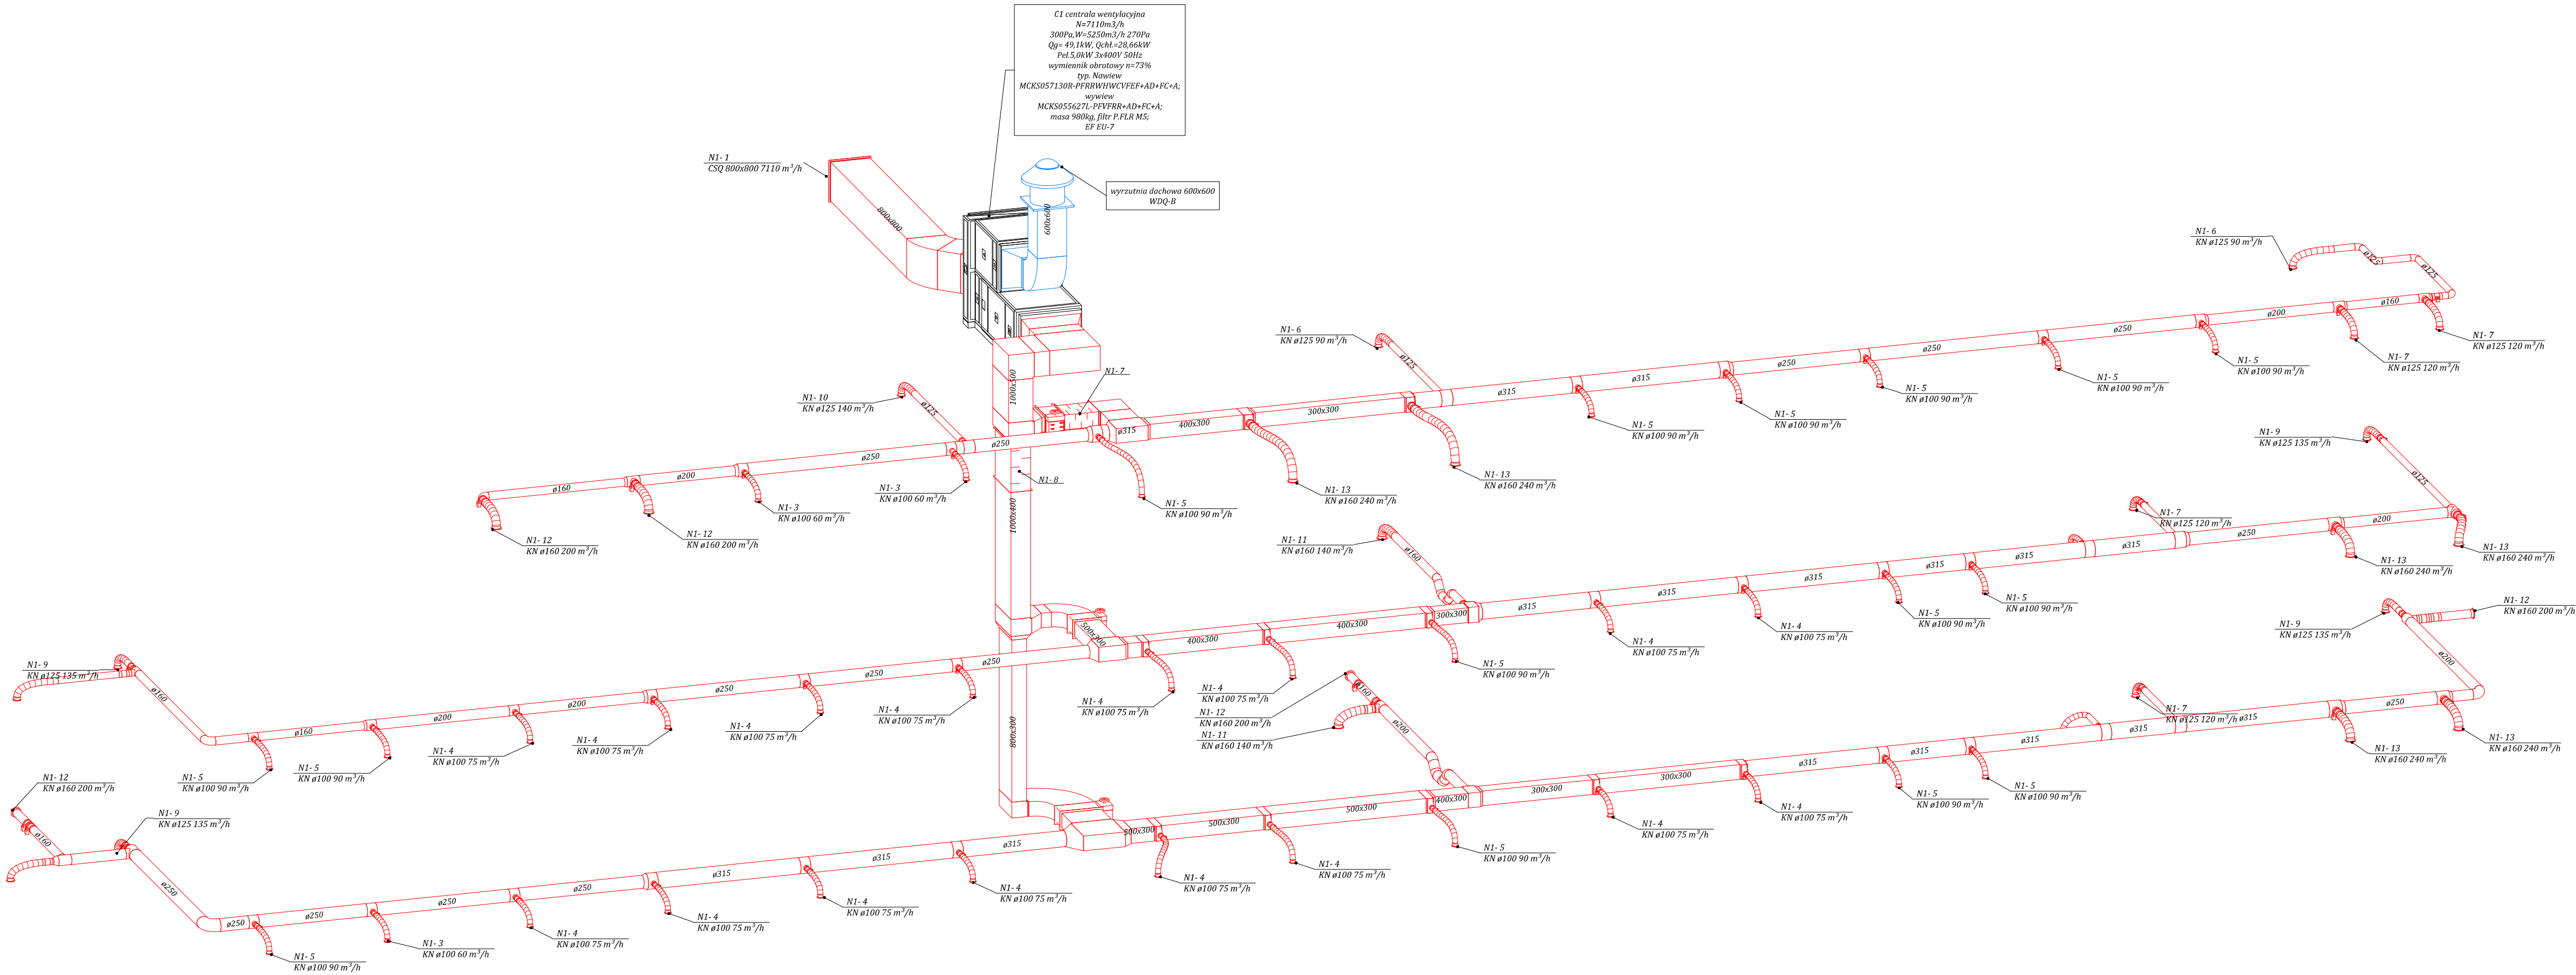 C1 centrala wentylacyjna
N=7110m3/h
300Pa,W=5250m3/h 270Pa
Qg= 49,1kW, Qchł.=28,66kW
Pel.5,0kW 3x400V 50Hz
wymiennik obrotowy n=73%
typ. Nawiew
MCKS057130R-PFRRWHWCVFEF+AD+FC+A;
wywiew
MCKS055627L-PFVFRR+AD+FC+A;
masa 980kg, filtr P.FLR M5;
EF EU-7
N1- 1
CSQ 800x800 7110 m³/h
wyrzutnia dachowa 600x600
WDQ-B
800x800
600x600
N1- 6
KN ø125 90 m³/h
ø125
ø125
ø160
N1- 7
KN ø125 120 m³/h
ø200
N1- 7
KN ø125 120 m³/h
ø250
N1- 5
KN ø100 90 m³/h
ø250
N1- 5
KN ø100 90 m³/h
ø250
N1- 5
KN ø100 90 m³/h
ø315
N1- 5
KN ø100 90 m³/h
ø315
N1- 5
KN ø100 90 m³/h
N1- 6
KN ø125 90 m³/h
ø125
300x300
N1- 13
KN ø160 240 m³/h
400x300
N1- 13
KN ø160 240 m³/h
N1- 7
1000x500
ø315
N1- 5
KN ø100 90 m³/h
N1- 8
1000x400
N1- 10
KN ø125 140 m³/h
ø125
ø250
ø250
N1- 3
KN ø100 60 m³/h
ø200
N1- 3
KN ø100 60 m³/h
ø160
N1- 12
KN ø160 200 m³/h
N1- 12
KN ø160 200 m³/h
N1- 9
KN ø125 135 m³/h
ø125
ø200
N1- 13
KN ø160 240 m³/h
N1- 7
KN ø125 120 m³/h
ø250
N1- 13
KN ø160 240 m³/h
ø315
ø315
N1- 5
KN ø100 90 m³/h
ø315
N1- 5
KN ø100 90 m³/h
ø315
N1- 4
KN ø100 75 m³/h
ø315
N1- 4
KN ø100 75 m³/h
ø315
N1- 11
KN ø160 140 m³/h
ø160
300x300
N1- 5
KN ø100 90 m³/h
400x300
400x300
N1- 4
KN ø100 75 m³/h
N1- 4
KN ø100 75 m³/h
500x300
800x300
ø250
N1- 4
KN ø100 75 m³/h
ø250
N1- 4
KN ø100 75 m³/h
ø250
N1- 4
KN ø100 75 m³/h
ø200
N1- 4
KN ø100 75 m³/h
ø200
N1- 5
KN ø100 90 m³/h
ø160
N1- 5
KN ø100 90 m³/h
ø160
N1- 9
KN ø125 135 m³/h
N1- 12
KN ø160 200 m³/h
N1- 9
KN ø125 135 m³/h
ø200
N1- 13
KN ø160 240 m³/h
ø250
N1- 13
KN ø160 240 m³/h
N1- 7
KN ø125 120 m³/h
ø315
ø315
ø315
N1- 5
KN ø100 90 m³/h
ø315
N1- 5
KN ø100 90 m³/h
ø315
N1- 4
KN ø100 75 m³/h
300x300
N1- 4
KN ø100 75 m³/h
300x300
N1- 12
KN ø160 200 m³/h
N1- 11
KN ø160 140 m³/h
ø160
ø200
400x300
N1- 5
KN ø100 90 m³/h
500x300
500x300
N1- 4
KN ø100 75 m³/h
500x300
N1- 4
KN ø100 75 m³/h
ø315
N1- 4
KN ø100 75 m³/h
ø315
N1- 4
KN ø100 75 m³/h
ø315
N1- 4
KN ø100 75 m³/h
ø250
N1- 4
KN ø100 75 m³/h
ø250
N1- 3
KN ø100 60 m³/h
ø250
N1- 5
KN ø100 90 m³/h
ø250
ø250
N1- 9
KN ø125 135 m³/h
N1- 12
KN ø160 200 m³/h
ø160